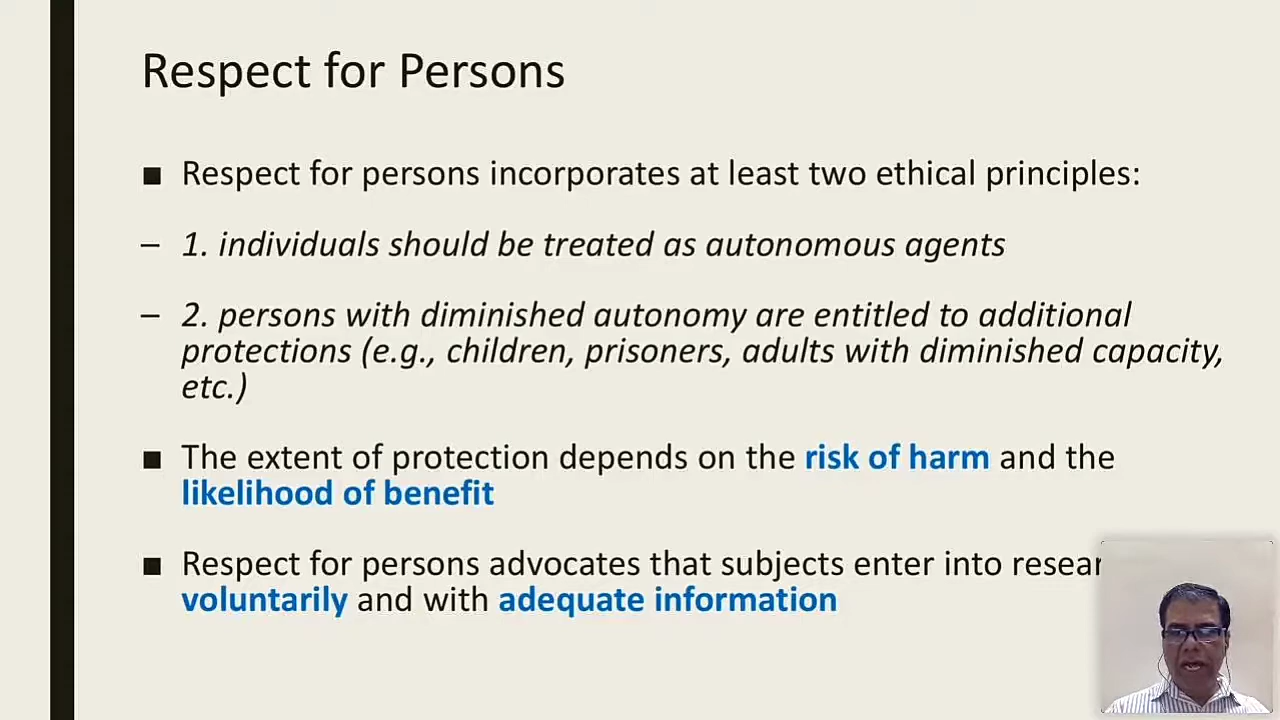 Respect for Persons
■ Respect for persons incorporates at least two ethical principles:
– 1. individuals should be treated as autonomous agents
– 2. persons with diminished autonomy are entitled to additional
protections (e.g., children, prisoners, adults with diminished capacity,
etc.)
■ The extent of protection depends on the risk of harm and the
likelihood of benefit
■ Respect for persons advocates that subjects enter into
voluntarily and with adequate information